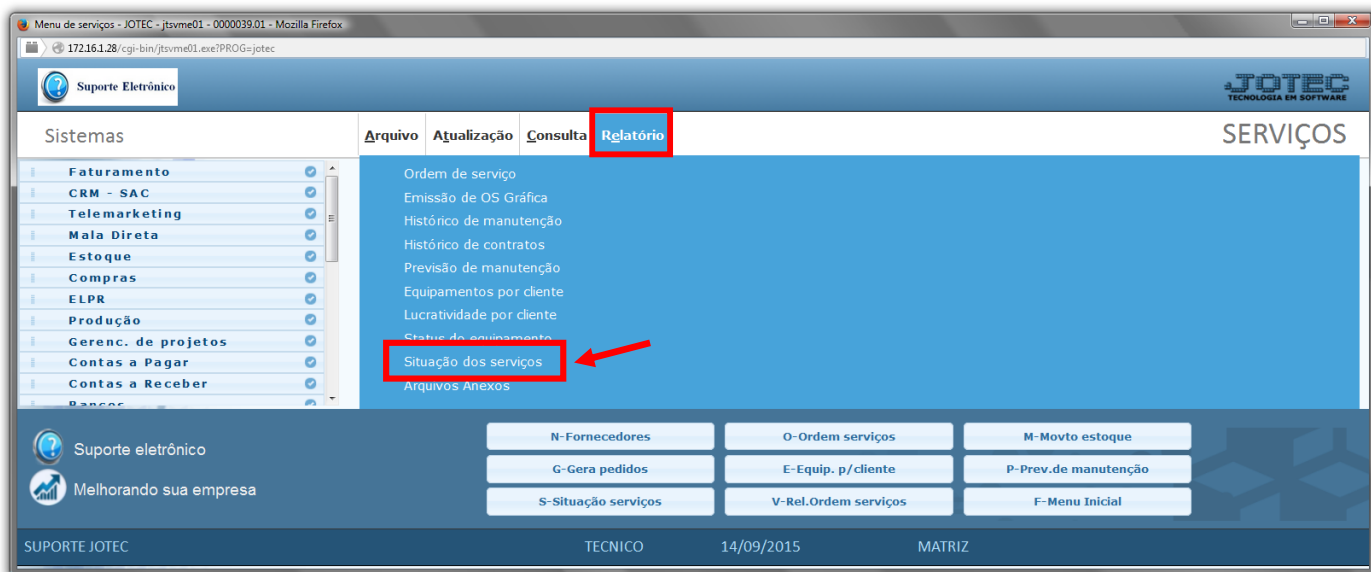 Menu de serviços - JOTEC - jtsvme01 - 0000039.01 - Mozilla Firefox
172.16.1.28/cgi-bin/jtsvme01.exe?PROG=jotec
Suporte Eletrônico
JOTEC
TECNOLOGIA EM SOFTWARE
Sistemas
Arquivo Atualização Consulta Relatório
SERVIÇOS
Faturamento
CRM - SAC
Telemarketing
Mala Direta
Estoque
Compras
ELPR
Produção
Gerenc. de projetos
Contas a Pagar
Contas a Receber
Bancos
Ordem de serviço
Emissão de OS Gráfica
Histórico de manutenção
Histórico de contratos
Previsão de manutenção
Equipamentos por cliente
Lucratividade por cliente
Status do equipamento
Situação dos serviços
Arquivos Anexos
Suporte eletrônico
Melhorando sua empresa
N-Fornecedores O-Ordem serviços M-Movto estoque
G-Gera pedidos E-Equip. p/cliente P-Prev.de manutenção
S-Situação serviços V-Rel.Ordem serviços F-Menu Inicial
SUPORTE JOTEC TECNICO 14/09/2015 MATRIZ